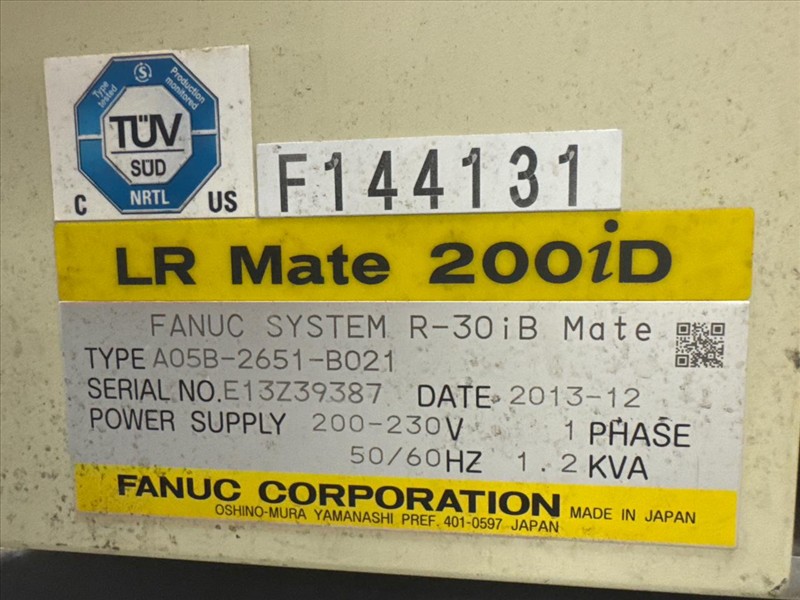 Type tested
S
Production monitored
TÜV
SÜD
NRTL
C US
F144131
LR Mate 200iD
FANUC SYSTEM R-30iB Mate
TYPE A05B-2651-B021
SERIAL NO. E13Z39387 DATE 2013-12
POWER SUPPLY 200-230V 1 PHASE
50/60HZ 1.2 KVA
FANUC CORPORATION
MADE IN JAPAN
OSHINO-MURA YAMANASHI PREF. 401-0597 JAPAN